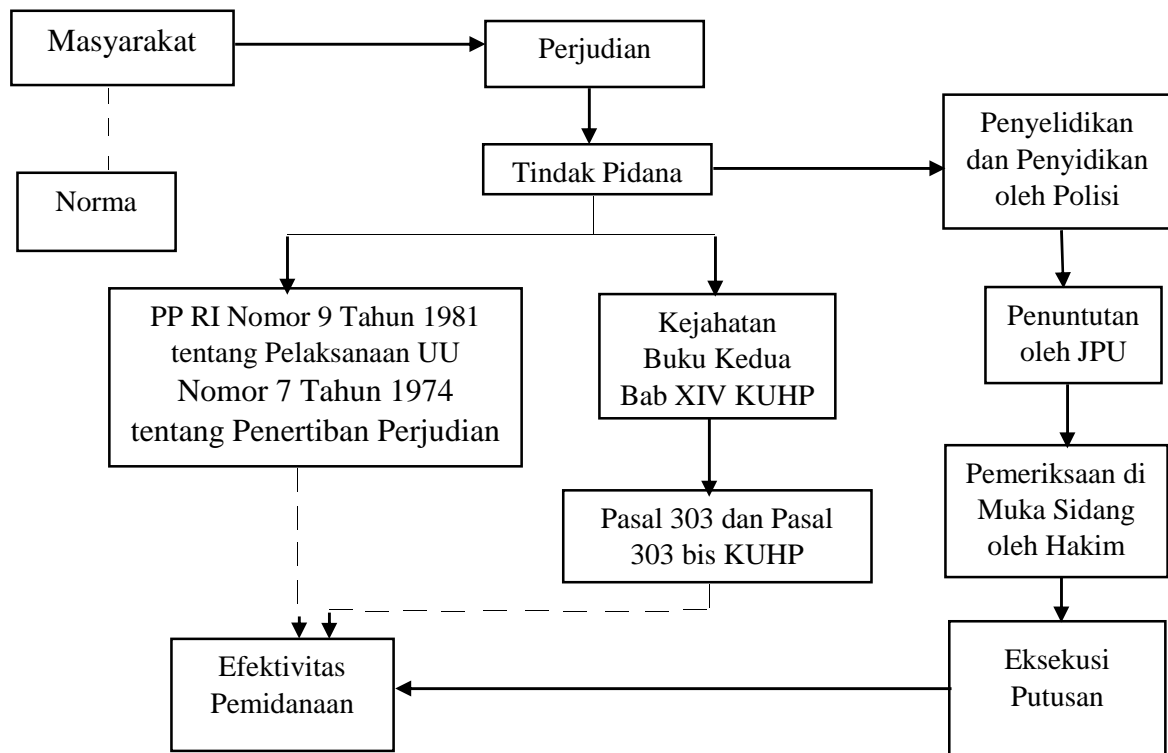 Masyarakat
Perjudian
Norma
Tindak Pidana
Penyelidikan
dan Penyidikan
oleh Polisi
PP RI Nomor 9 Tahun 1981
tentang Pelaksanaan UU
Nomor 7 Tahun 1974
tentang Penertiban Perjudian
Kejahatan
Buku Kedua
Bab XIV KUHP
Penuntutan
oleh JPU
Pasal 303 dan Pasal
303 bis KUHP
Pemeriksaan di
Muka Sidang
oleh Hakim
Efektivitas
Pemidanaan
Eksekusi
Putusan